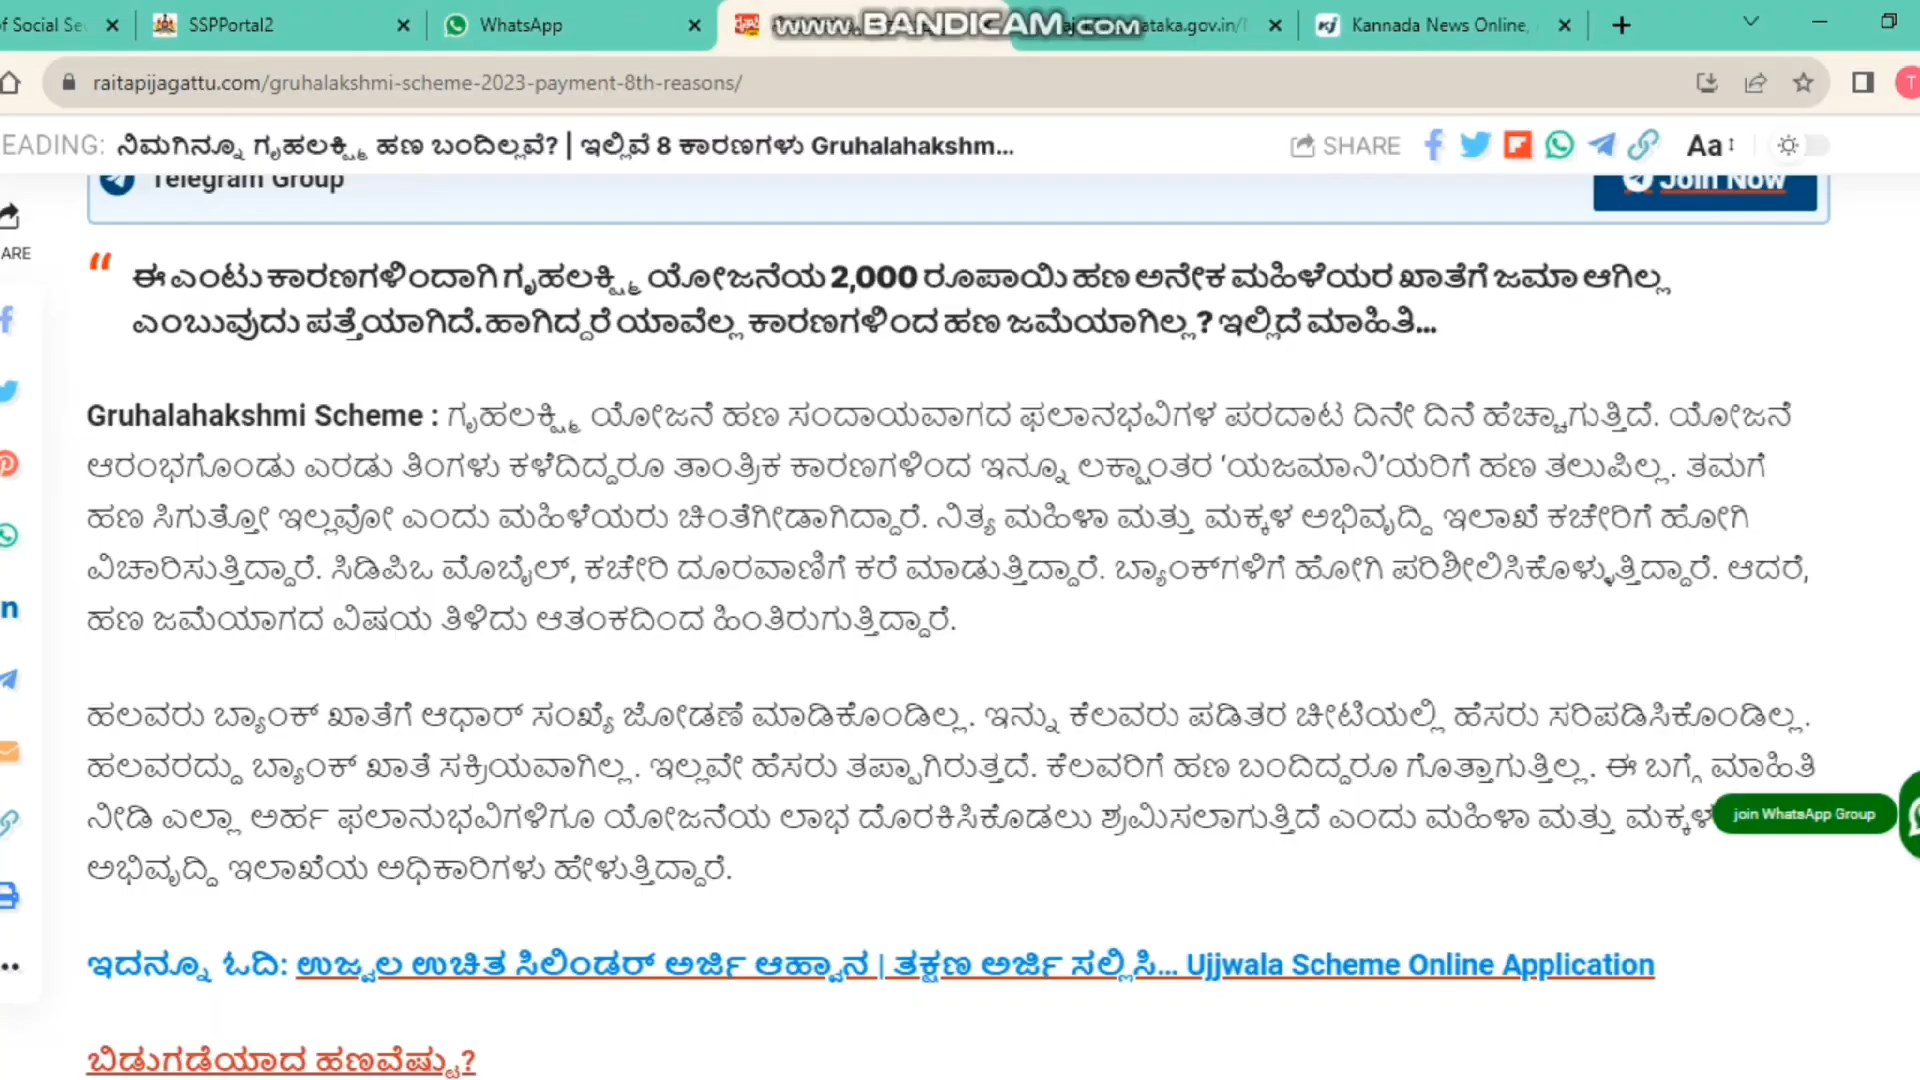 f Social Se
SSPPortal2
WhatsApp
www.BANDICAM.com
ataka.gov.in/
Kannada News Online,
raitapijagattu.com/gruhalakshmi-scheme-2023-payment-8th-reasons/
T
EADING: ನಿಮಗಿನ್ನೂ ಗೃಹಲಕ್ಷ್ಮಿ ಹಣ ಬಂದಿಲ್ಲವೆ? | ಇಲ್ಲಿವೆ 8 ಕಾರಣಗಳು Gruhalahakshm...
SHARE
Aa
Telegram Group
Join Now
ARE
“ ಈ ಎಂಟು ಕಾರಣಗಳಿಂದಾಗಿ ಗೃಹಲಕ್ಷ್ಮಿ ಯೋಜನೆಯ 2,000 ರೂಪಾಯಿ ಹಣ ಅನೇಕ ಮಹಿಳೆಯರ ಖಾತೆಗೆ ಜಮಾ ಆಗಿಲ್ಲ
ಎಂಬುವುದು ಪತ್ತೆಯಾಗಿದೆ. ಹಾಗಿದ್ದರೆ ಯಾವೆಲ್ಲ ಕಾರಣಗಳಿಂದ ಹಣ ಜಮೆಯಾಗಿಲ್ಲ? ಇಲ್ಲಿದೆ ಮಾಹಿತಿ...
Gruhalahakshmi Scheme : ಗೃಹಲಕ್ಷ್ಮಿ ಯೋಜನೆ ಹಣ ಸಂದಾಯವಾಗದ ಫಲಾನಭವಿಗಳ ಪರದಾಟ ದಿನೇ ದಿನೆ ಹೆಚ್ಚಾಗುತ್ತಿದೆ. ಯೋಜನೆ
ಆರಂಭಗೊಂಡು ಎರಡು ತಿಂಗಳು ಕಳೆದಿದ್ದರೂ ತಾಂತ್ರಿಕ ಕಾರಣಗಳಿಂದ ಇನ್ನೂ ಲಕ್ಷಾಂತರ ‘ಯಜಮಾನಿ’ಯರಿಗೆ ಹಣ ತಲುಪಿಲ್ಲ. ತಮಗೆ
ಹಣ ಸಿಗುತ್ತೋ ಇಲ್ಲವೋ ಎಂದು ಮಹಿಳೆಯರು ಚಿಂತೆಗೀಡಾಗಿದ್ದಾರೆ. ನಿತ್ಯ ಮಹಿಳಾ ಮತ್ತು ಮಕ್ಕಳ ಅಭಿವೃದ್ದಿ ಇಲಾಖೆ ಕಚೇರಿಗೆ ಹೋಗಿ
ವಿಚಾರಿಸುತ್ತಿದ್ದಾರೆ. ಸಿಡಿಪಿಒ ಮೊಬೈಲ್, ಕಚೇರಿ ದೂರವಾಣಿಗೆ ಕರೆ ಮಾಡುತ್ತಿದ್ದಾರೆ. ಬ್ಯಾಂಕ್‌ಗಳಿಗೆ ಹೋಗಿ ಪರಿಶೀಲಿಸಿಕೊಳ್ಳುತ್ತಿದ್ದಾರೆ. ಆದರೆ,
ಹಣ ಜಮೆಯಾಗದ ವಿಷಯ ತಿಳಿದು ಆತಂಕದಿಂದ ಹಿಂತಿರುಗುತ್ತಿದ್ದಾರೆ.
ಹಲವರು ಬ್ಯಾಂಕ್ ಖಾತೆಗೆ ಆಧಾರ್ ಸಂಖ್ಯೆ ಜೋಡಣೆ ಮಾಡಿಕೊಂಡಿಲ್ಲ. ಇನ್ನು ಕೆಲವರು ಪಡಿತರ ಚೀಟಿಯಲ್ಲಿ ಹೆಸರು ಸರಿಪಡಿಸಿಕೊಂಡಿಲ್ಲ.
ಹಲವರದ್ದು ಬ್ಯಾಂಕ್ ಖಾತೆ ಸಕ್ರಿಯವಾಗಿಲ್ಲ. ಇಲ್ಲವೇ ಹೆಸರು ತಪ್ಪಾಗಿರುತ್ತದೆ. ಕೆಲವರಿಗೆ ಹಣ ಬಂದಿದ್ದರೂ ಗೊತ್ತಾಗುತ್ತಿಲ್ಲ. ಈ ಬಗ್ಗೆ ಮಾಹಿತಿ
ನೀಡಿ ಎಲ್ಲಾ ಅರ್ಹ ಫಲಾನುಭವಿಗಳಿಗೂ ಯೋಜನೆಯ ಲಾಭ ದೊರಕಿಸಿಕೊಡಲು ಶ್ರಮಿಸಲಾಗುತ್ತಿದೆ ಎಂದು ಮಹಿಳಾ ಮತ್ತು ಮಕ್ಕಳ
join WhatsApp Group
ಅಭಿವೃದ್ದಿ ಇಲಾಖೆಯ ಅಧಿಕಾರಿಗಳು ಹೇಳುತ್ತಿದ್ದಾರೆ.
ಇದನ್ನೂ ಓದಿ: ಉಜ್ವಲ ಉಚಿತ ಸಿಲಿಂಡರ್ ಅರ್ಜಿ ಆಹ್ವಾನ | ತಕ್ಷಣ ಅರ್ಜಿ ಸಲ್ಲಿಸಿ... Ujjwala Scheme Online Application
ಬಿಡುಗಡೆಯಾದ ಹಣವೆಷ್ಟು?